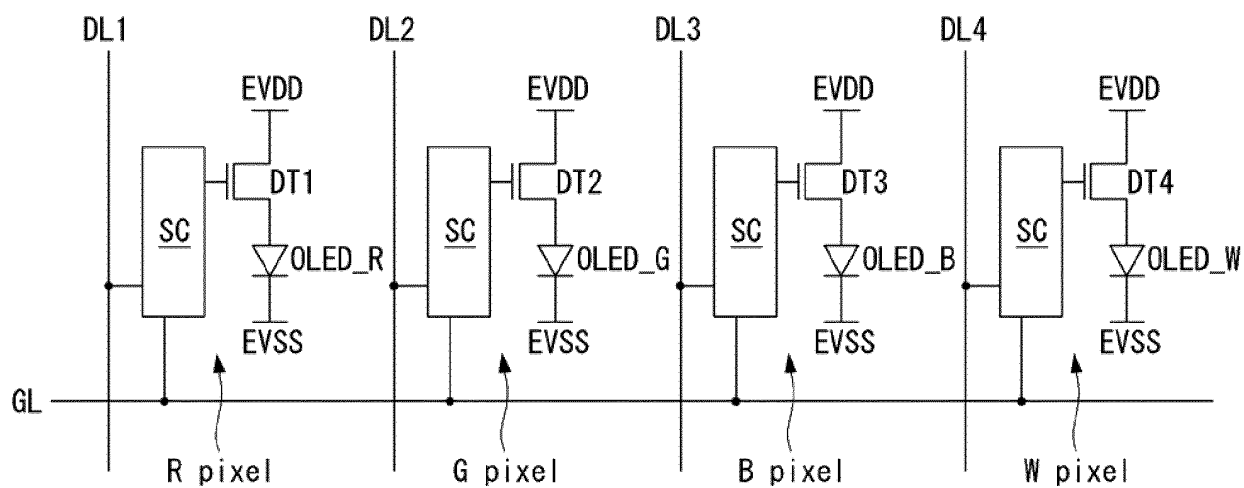 DL1 DL2 DL3 DL4
EVDD EVDD EVDD EVDD
DT1 DT2 DT3 DT4
SC SC SC SC
OLED_R OLED_G OLED_B OLED_W
EVSS EVSS EVSS EVSS
GL
R pixel G pixel B pixel W pixel